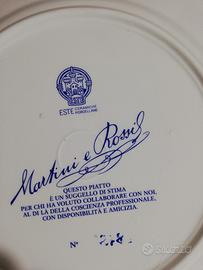 ESTE CERAMICHE
PORCELLANE
Martini e Rossi
QUESTO PIATTO
È UN SUGGELLO DI STIMA
PER CHI HA VOLUTO COLLABORARE CON NOI,
AL DI LÀ DELLA COSCIENZA PROFESSIONALE,
CON DISPONIBILITÀ E AMICIZIA.
N°
subito